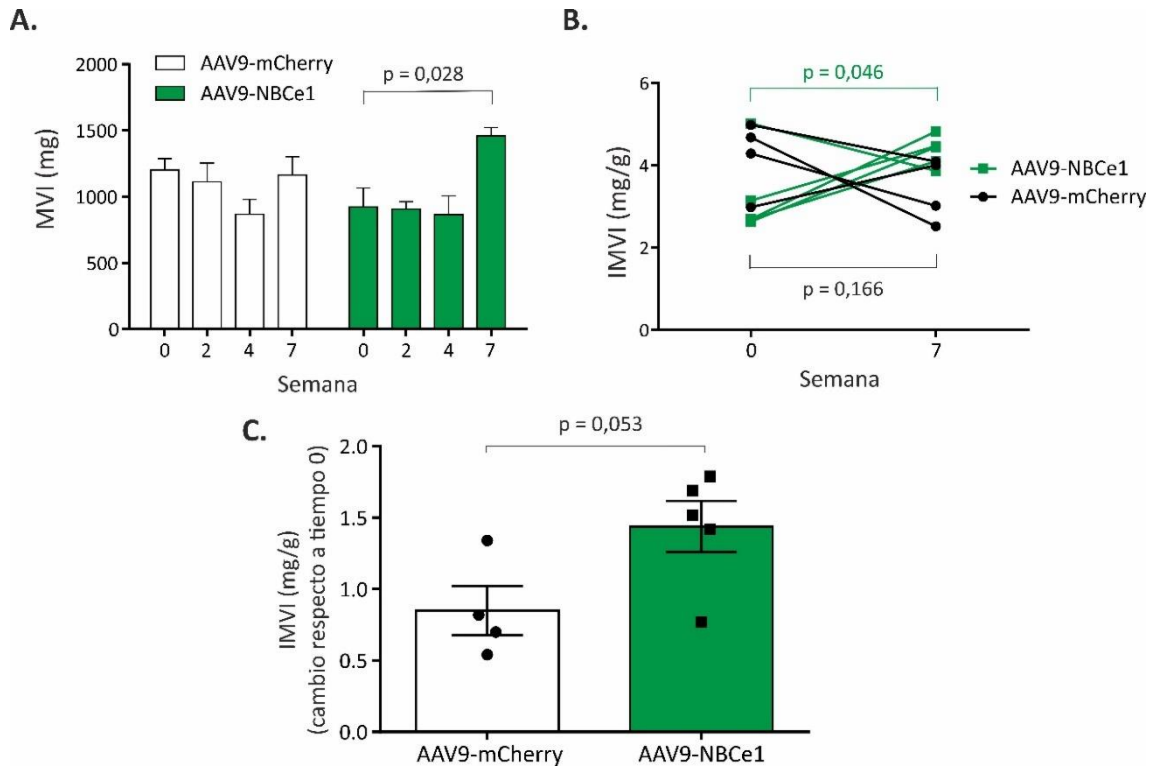 A.
AAV9-mCherry
AAV9-NBCe1
p = 0,028
2000
1500
1000
500
0
MVI (mg)
0 2 4 7 0 2 4 7
Semana
B.
p = 0,046
6
4
2
0
IMVI (mg/g)
AAV9-NBCe1
AAV9-mCherry
p = 0,166
0 7
Semana
C.
p = 0,053
2.0
1.5
1.0
0.5
0.0
IMVI (mg/g)
(cambio respecto a tiempo 0)
AAV9-mCherry AAV9-NBCe1